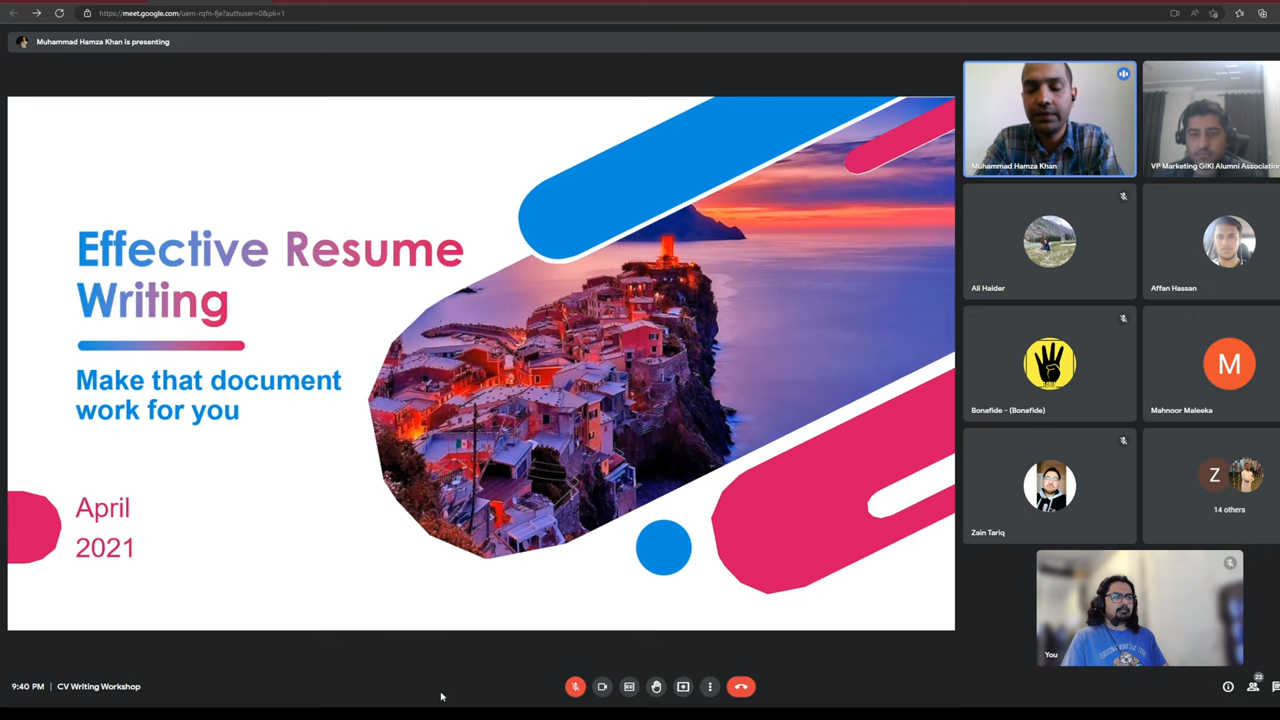 https://meet.google.com/uem-rqfn-fje?authuser=0&pli=1
Muhammad Hamza Khan is presenting
Effective Resume
Writing
Make that document
work for you
April
2021
Muhammad Hamza Khan
VP Marketing GIKI Alumni Association
Ali Haider
Affan Hassan
Bonafide - (Bonafide)
M
Mahnoor Maleeka
Zain Tariq
Z
14 others
You
9:40 PM | CV Writing Workshop
23